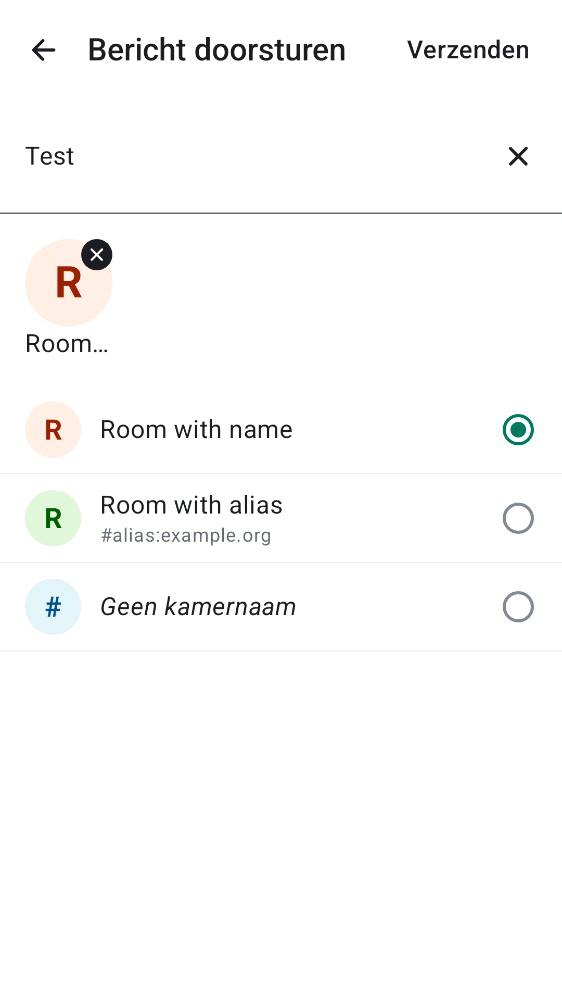 Bericht doorsturen Verzenden
Test
R
Room...
R Room with name
R Room with alias
#alias:example.org
# Geen kamernaam